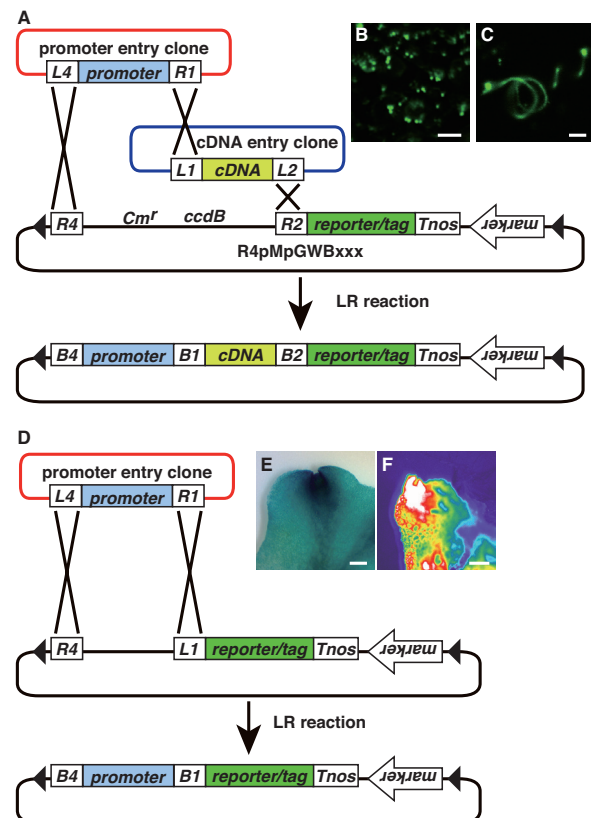 A
promoter entry clone
L4 promoter R1
B
C
cDNA entry clone
L1 cDNA L2
R4 Cmr ccdB R2 reporter/tag Tnos marker
R4pMpGWBxxx
LR reaction
B4 promoter B1 cDNA B2 reporter/tag Tnos marker
D
promoter entry clone
L4 promoter R1
E
F
R4 L1 reporter/tag Tnos marker
LR reaction
B4 promoter B1 reporter/tag Tnos marker